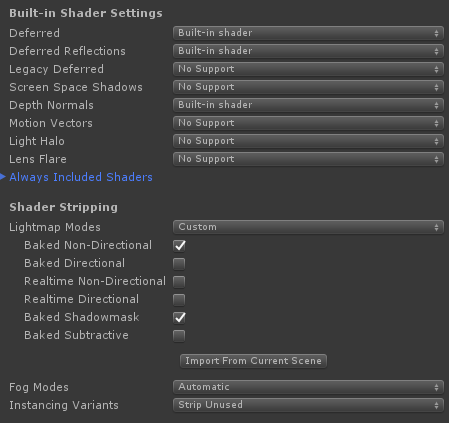 Built-in Shader Settings
Deferred Built-in shader
Deferred Reflections Built-in shader
Legacy Deferred No Support
Screen Space Shadows No Support
Depth Normals Built-in shader
Motion Vectors No Support
Light Halo No Support
Lens Flare No Support
Always Included Shaders
Shader Stripping
Lightmap Modes Custom
Baked Non-Directional
Baked Directional
Realtime Non-Directional
Realtime Directional
Baked Shadowmask
Baked Subtractive
Import From Current Scene
Fog Modes Automatic
Instancing Variants Strip Unused